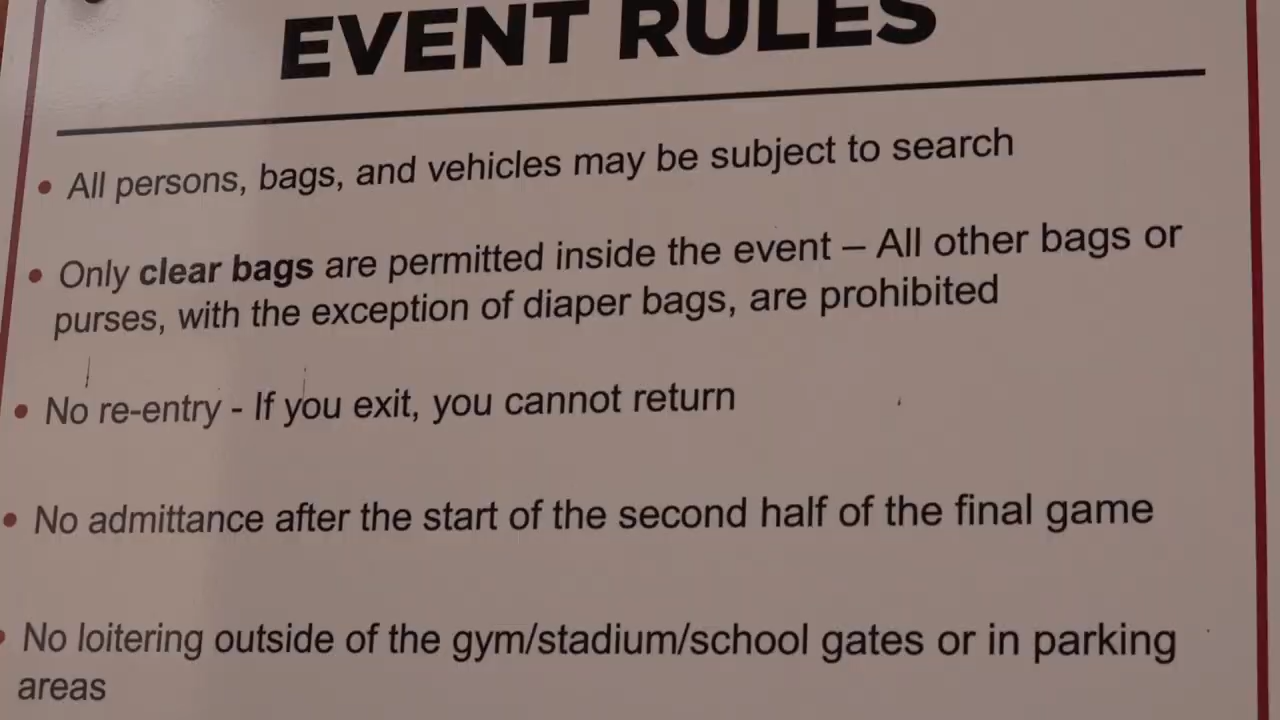 EVENT RULES
• All persons, bags, and vehicles may be subject to search
• Only clear bags are permitted inside the event – All other bags or
purses, with the exception of diaper bags, are prohibited
• No re-entry - If you exit, you cannot return
• No admittance after the start of the second half of the final game
• No loitering outside of the gym/stadium/school gates or in parking
areas